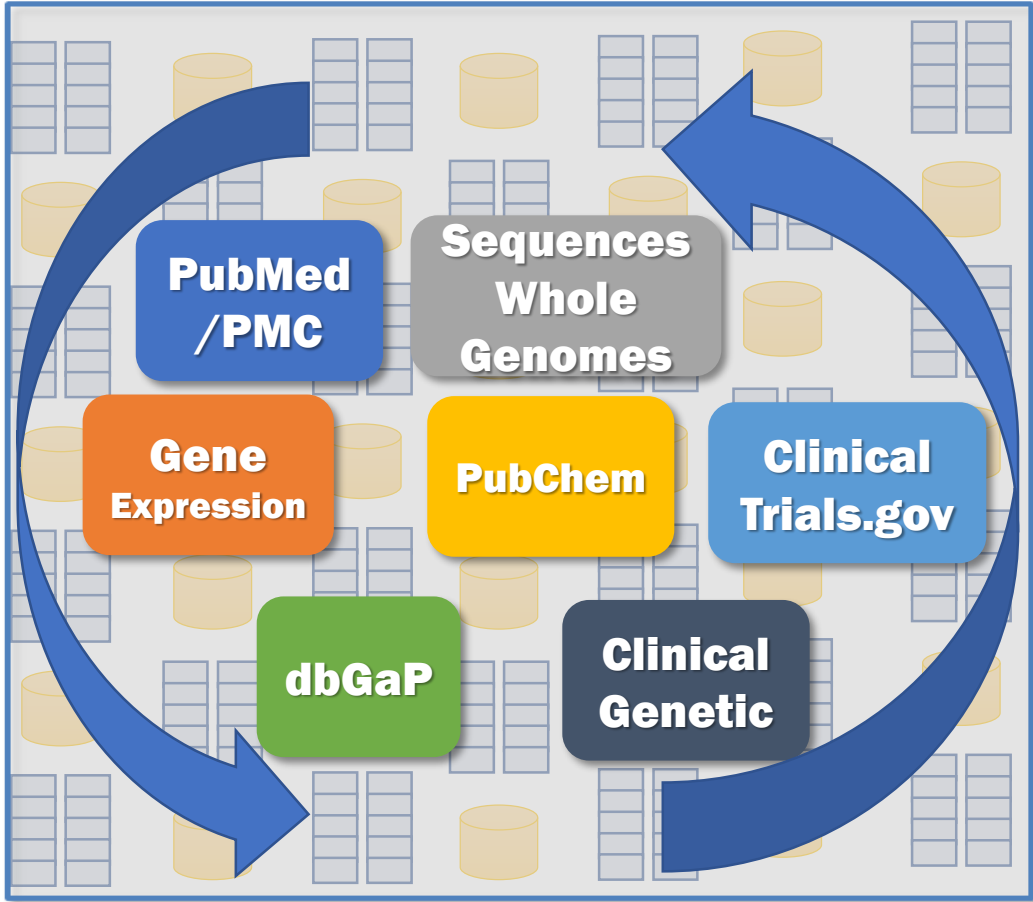 PubMed
/PMC
Sequences
Whole
Genomes
Gene
Expression
PubChem
Clinical
Trials.gov
dbGaP
Clinical
Genetic